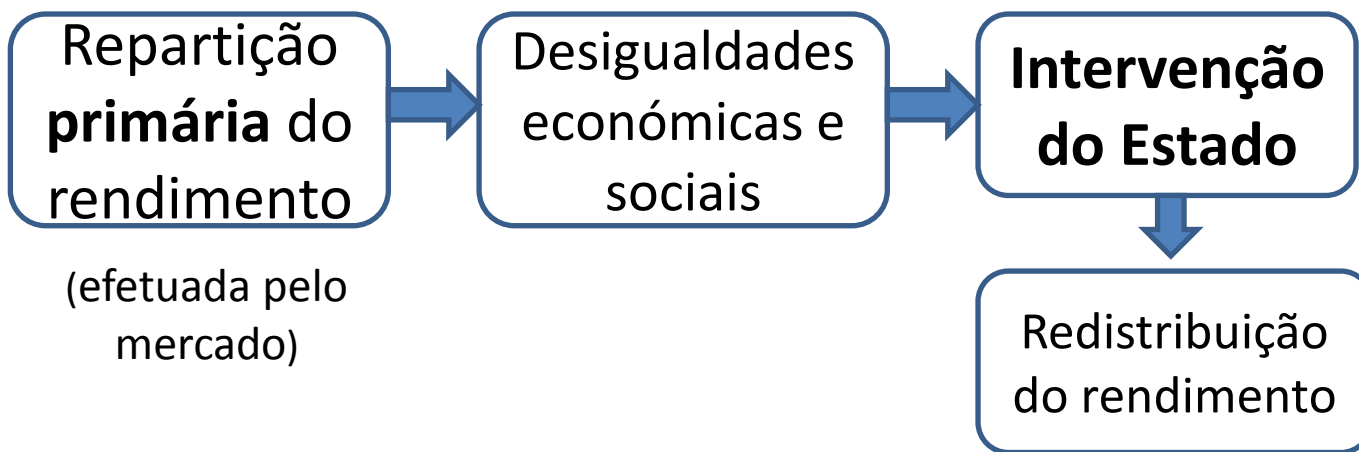 Repartição
primária do
rendimento
(efetuada pelo
mercado)
Desigualdades
económicas e
sociais
Intervenção
do Estado
Redistribuição
do rendimento